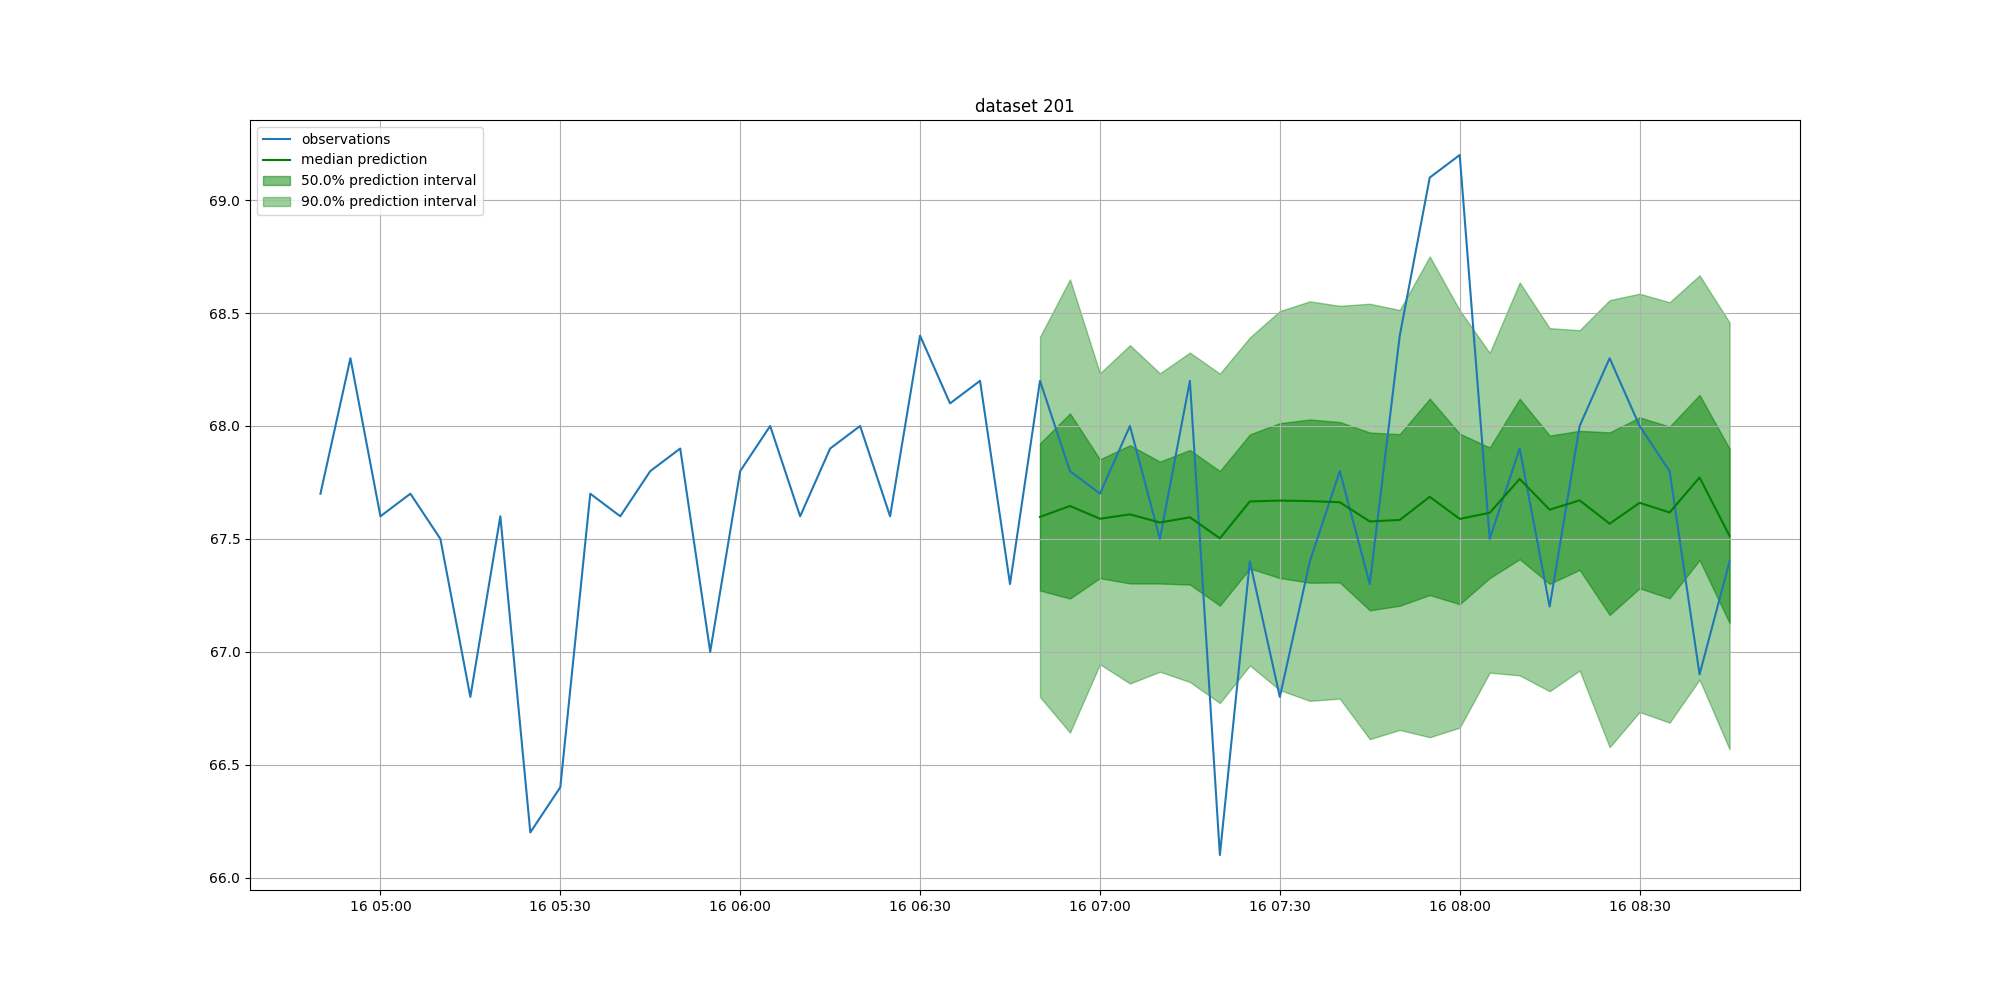 dataset 201
observations
median prediction
50.0% prediction interval
90.0% prediction interval
69.0
68.5
68.0
67.5
67.0
66.5
66.0
16 05:00 16 05:30 16 06:00 16 06:30 16 07:00 16 07:30 16 08:00 16 08:30